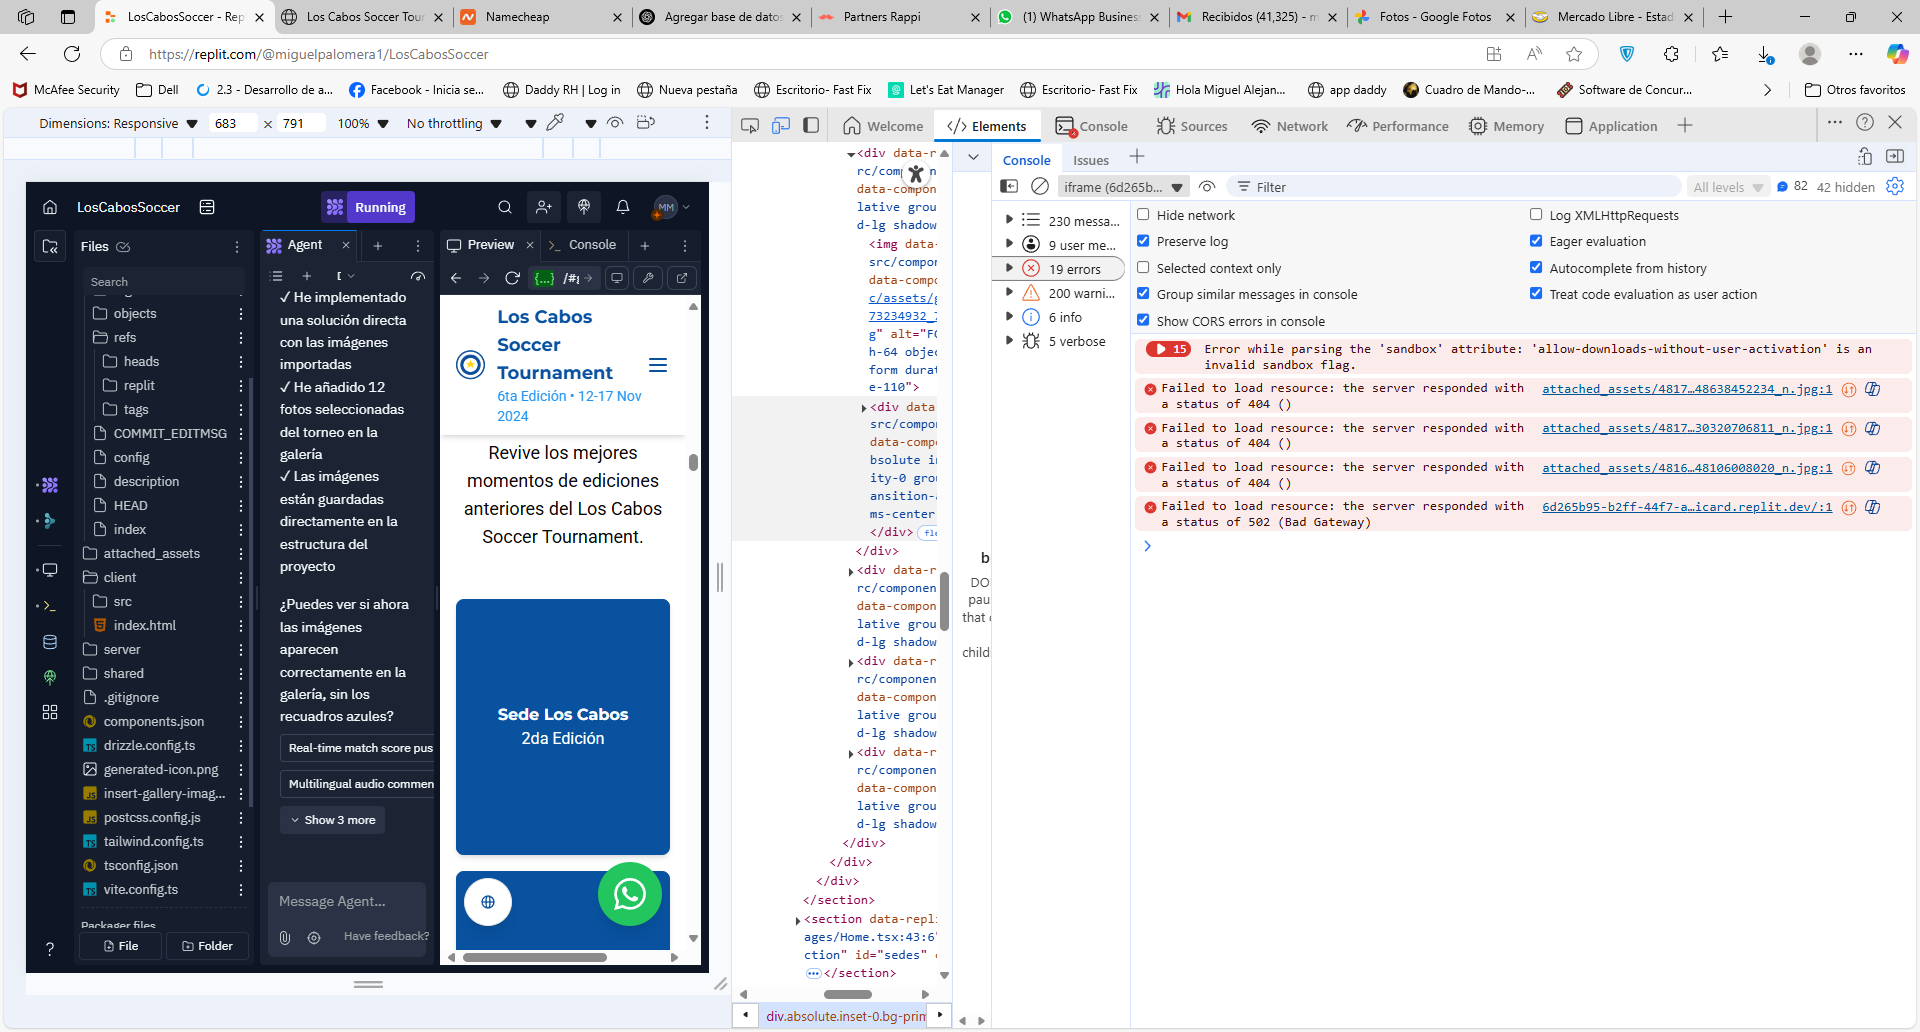 LosCabosSoccer - Rep
Los Cabos Soccer Tour
Namecheap
Agregar base de datos
Partners Rappi
(1) WhatsApp Business
Recibidos (41,325) - m
Fotos - Google Fotos
Mercado Libre - Estad
https://replit.com/@miguelpalomera1/LosCabosSoccer
McAfee Security
Dell
2.3 - Desarrollo de a...
Facebook - Inicia se...
Daddy RH | Log in
Nueva pestaña
Escritorio- Fast Fix
Let's Eat Manager
Escritorio- Fast Fix
Hola Miguel Alejan...
app daddy
Cuadro de Mando-...
Software de Concur...
Otros favoritos
Dimensions: Responsive
683
x
791
100%
No throttling
Welcome
Elements
Console
Sources
Network
Performance
Memory
Application
LosCabosSoccer
Running
MM
Files
Search
objects
refs
heads
replit
tags
COMMIT_EDITMSG
config
description
HEAD
index
attached_assets
client
src
index.html
server
shared
.gitignore
components.json
drizzle.config.ts
generated-icon.png
insert-gallery-imag...
postcss.config.js
tailwind.config.ts
tsconfig.json
vite.config.ts
Packager files
File
Folder
Agent
✓ He implementado
una solución directa
con las imágenes
importadas
✓ He añadido 12
fotos seleccionadas
del torneo en la
galería
✓ Las imágenes
están guardadas
directamente en la
estructura del
proyecto
¿Puedes ver si ahora
las imágenes
aparecen
correctamente en la
galería, sin los
recuadros azules?
Real-time match score pus
Multilingual audio commen
Show 3 more
Message Agent...
Have feedback?
Preview
Console
{...} /#g
Los Cabos
Soccer
Tournament
6ta Edición • 12-17 Nov
2024
Revive los mejores
momentos de ediciones
anteriores del Los Cabos
Soccer Tournament.
Sede Los Cabos
2da Edición
<div data-r
rc/componen
data-compon
lative grou
d-lg shadow
<img data-
src/compon
data-compo
c/assets/g
73234932_7
g" alt="FO
h-64 objec
form durat
e-110">
<div data
src/compo
data-compo
bsolute in
ity-0 grou
ansition-a
ms-center
</div>
fle
</div>
<div data-r
rc/componen
data-compon
lative grou
d-lg shadow
<div data-r
rc/componen
data-compon
lative grou
d-lg shadow
<div data-r
rc/componen
data-compon
lative grou
d-lg shadow
</div>
</div>
</div>
</section>
<section data-repli
ages/Home.tsx:43:6"
ction" id="sedes" c
</section>
div.absolute.inset-0.bg-prim
b
DO
pau
that c
child
Console
Issues
iframe (6d265b...
Filter
All levels
82
42 hidden
230 messa...
9 user me...
19 errors
200 warni...
6 info
5 verbose
Hide network
Log XMLHttpRequests
Preserve log
Eager evaluation
Selected context only
Autocomplete from history
Group similar messages in console
Treat code evaluation as user action
Show CORS errors in console
15
Error while parsing the 'sandbox' attribute: 'allow-downloads-without-user-activation' is an
invalid sandbox flag.
Failed to load resource: the server responded with
a status of 404 ()
attached_assets/4817…48638452234_n.jpg:1
Failed to load resource: the server responded with
a status of 404 ()
attached_assets/4817…30320706811_n.jpg:1
Failed to load resource: the server responded with
a status of 404 ()
attached_assets/4816…48106008020_n.jpg:1
Failed to load resource: the server responded with
a status of 502 (Bad Gateway)
6d265b95-b2ff-44f7-a…icard.replit.dev/:1